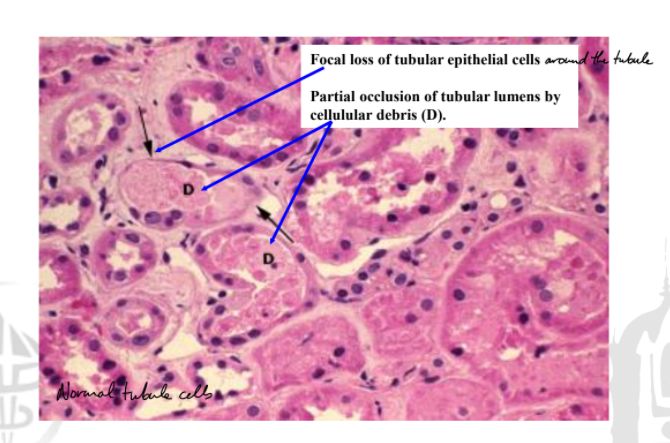 Focal loss of tubular epithelial cells around the tubule
Partial occlusion of tubular lumens by
cellulular debris (D).
D
D
Normal tubule cells